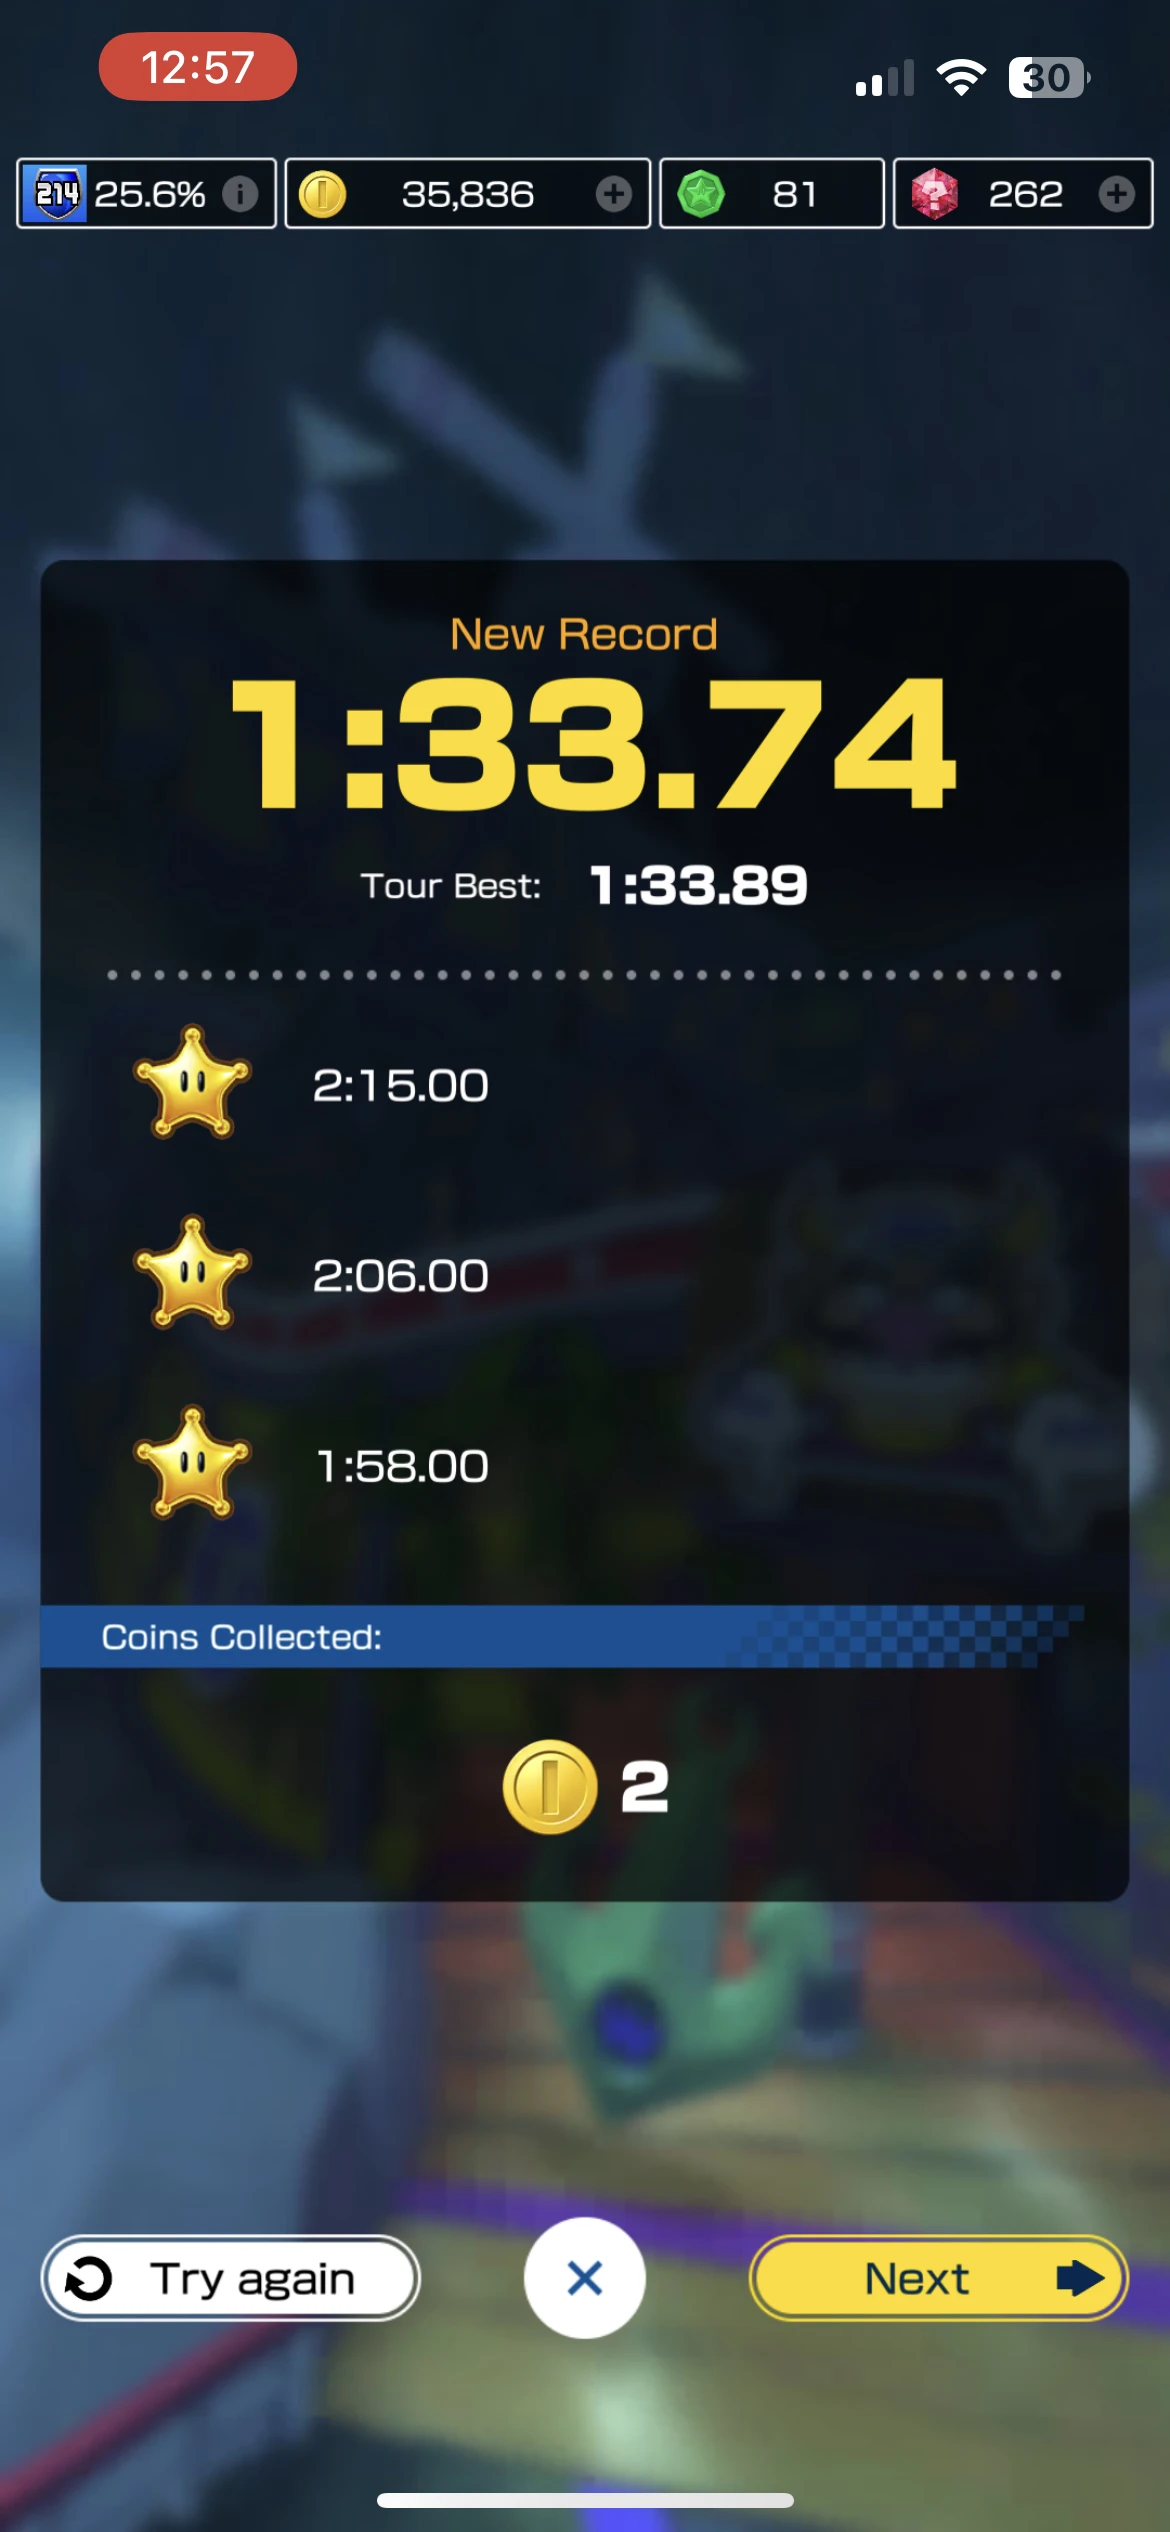 12:57
30
214 25.6% i 35,836 + 81 ? 262 +
New Record
1:33.74
Tour Best: 1:33.89
2:15.00
2:06.00
1:58.00
Coins Collected:
2
Try again
Next